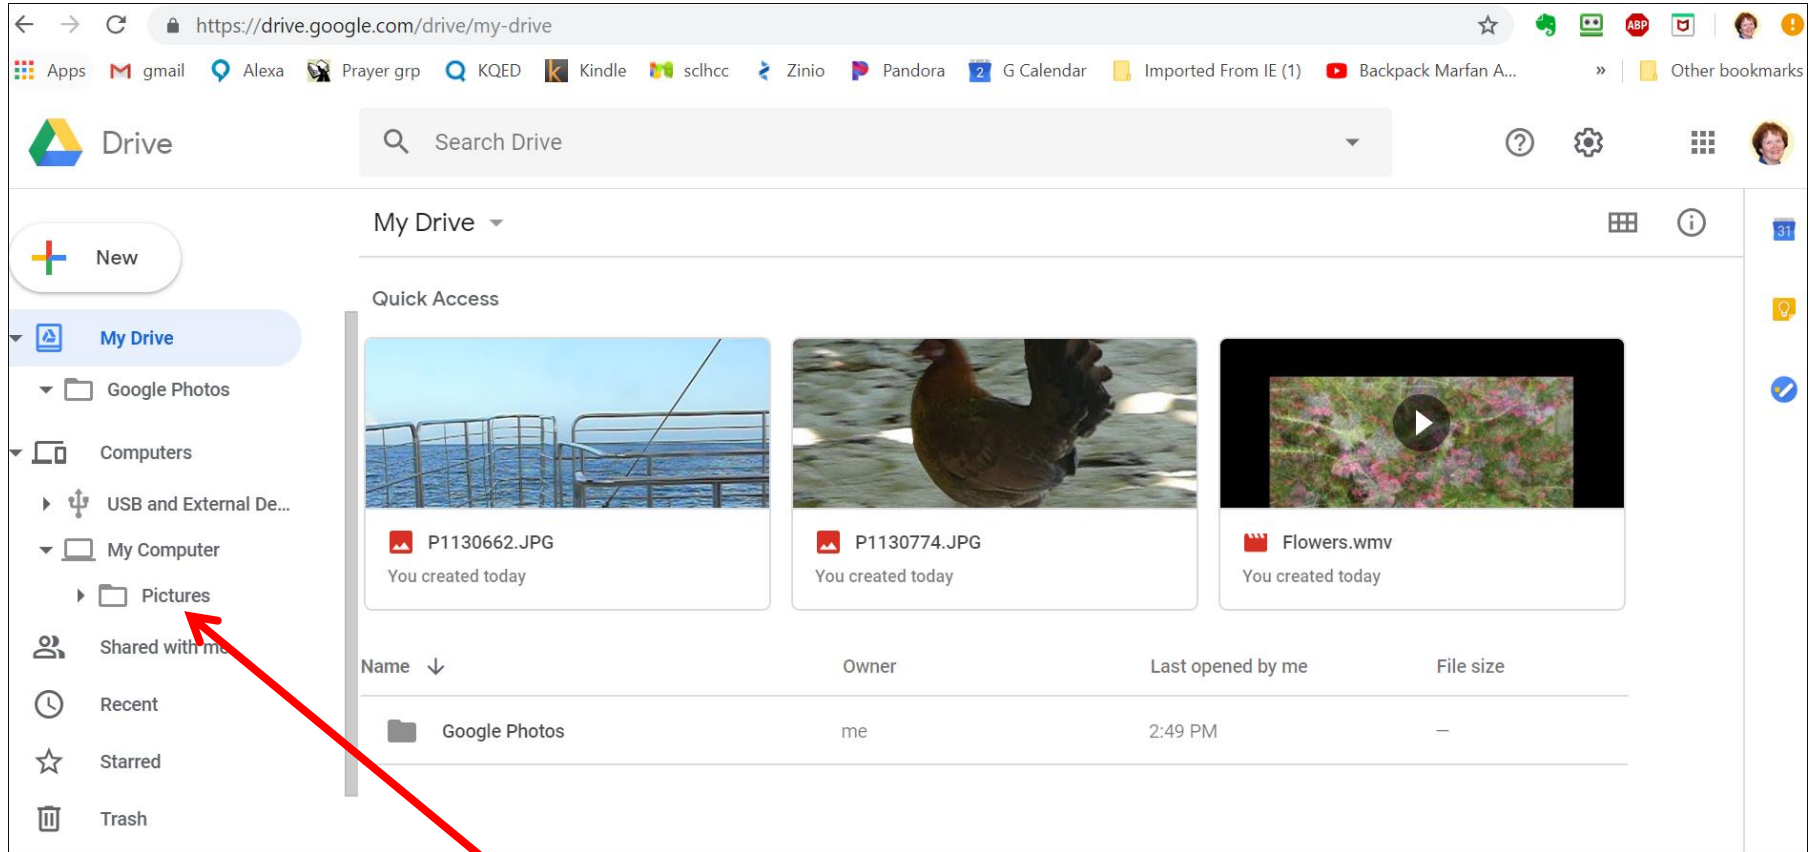 https://drive.google.com/drive/my-drive ABP
Apps gmail Alexa Prayer grp KQED Kindle sclhcc Zinio Pandora 2 G Calendar Imported From IE (1) Backpack Marfan A... » Other bookmarks
Drive Search Drive
My Drive
31
New
Quick Access
My Drive
Google Photos
Computers
USB and External De...
P1130662.JPG P1130774.JPG Flowers.wmv
My Computer
You created today You created today You created today
Pictures
Shared with me
Name Owner Last opened by me File size
Recent
Google Photos me 2:49 PM —
Starred
Trash